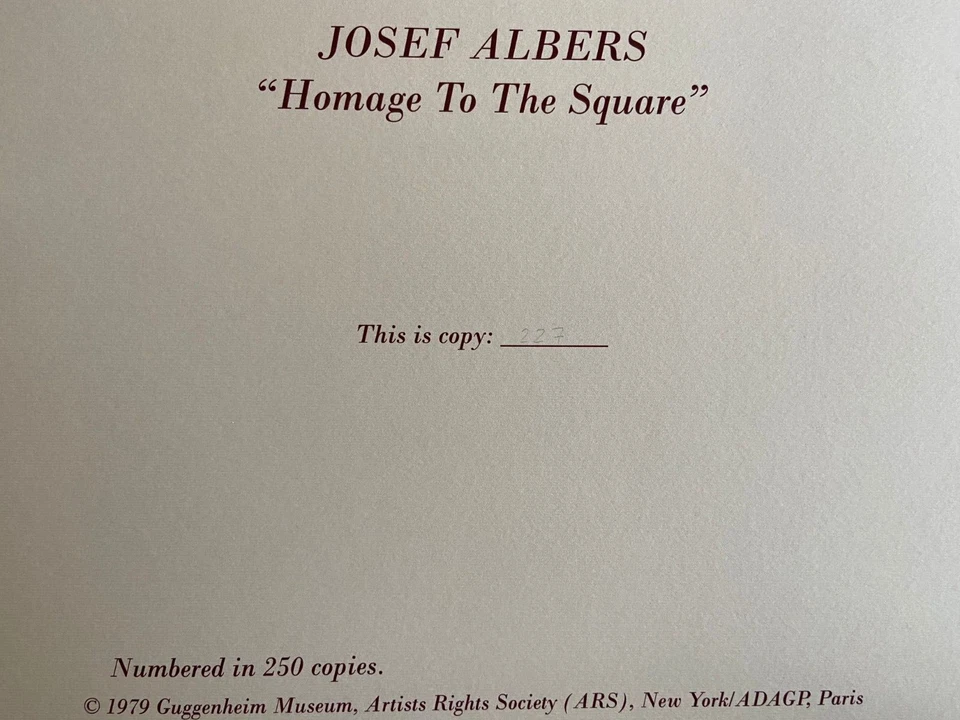 JOSEF ALBERS
“Homage To The Square”
This is copy: 227
Numbered in 250 copies.
© 1979 Guggenheim Museum, Artists Rights Society (ARS), New York/ADAGP, Paris